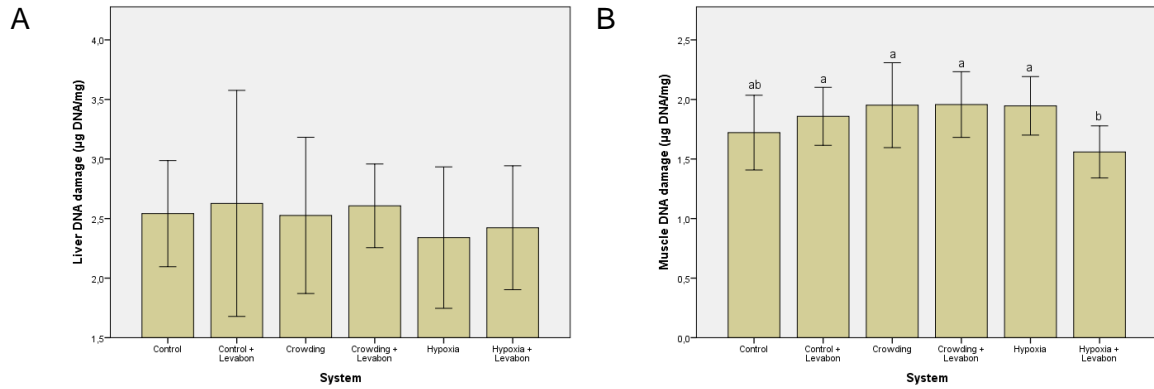 A
Liver DNA damage (µg DNA/mg)
4,0
3,5
3,0
2,5
2,0
1,5
Control
Control +
Levabon
Crowding
Crowding +
Levabon
Hypoxia
Hypoxia +
Levabon
System
B
Muscle DNA damage (µg DNA/mg)
2,5
2,0
1,5
1,0
0,5
0,0
ab
a
a
a
a
b
Control
Control +
Levabon
Crowding
Crowding +
Levabon
Hypoxia
Hypoxia +
Levabon
System